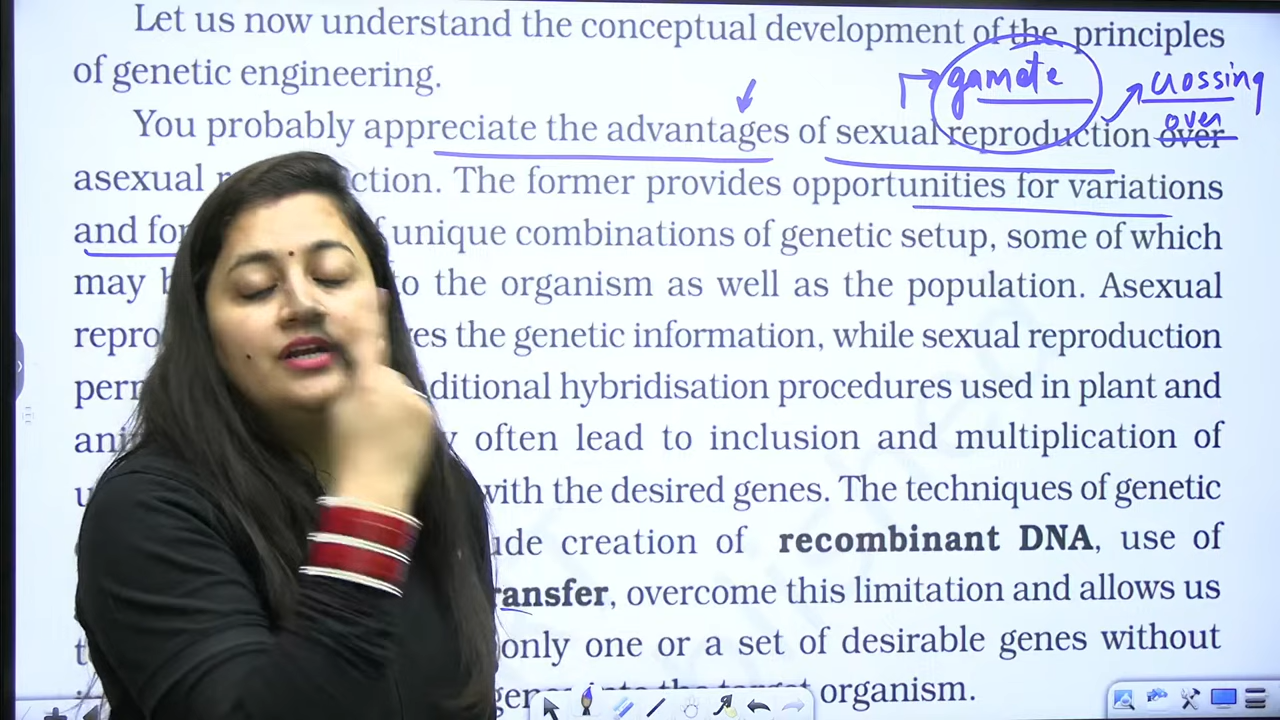 Let us now understand the conceptual development of the principles
of genetic engineering.
gamete
crossing
over
You probably appreciate the advantages of sexual reproduction over
asexual ction. The former provides opportunities for variations
and for unique combinations of genetic setup, some of which
may to the organism as well as the population. Asexual
repro es the genetic information, while sexual reproduction
perm ditional hybridisation procedures used in plant and
ani often lead to inclusion and multiplication of
with the desired genes. The techniques of genetic
ude creation of recombinant DNA, use of
ransfer, overcome this limitation and allows us
only one or a set of desirable genes without
organism.